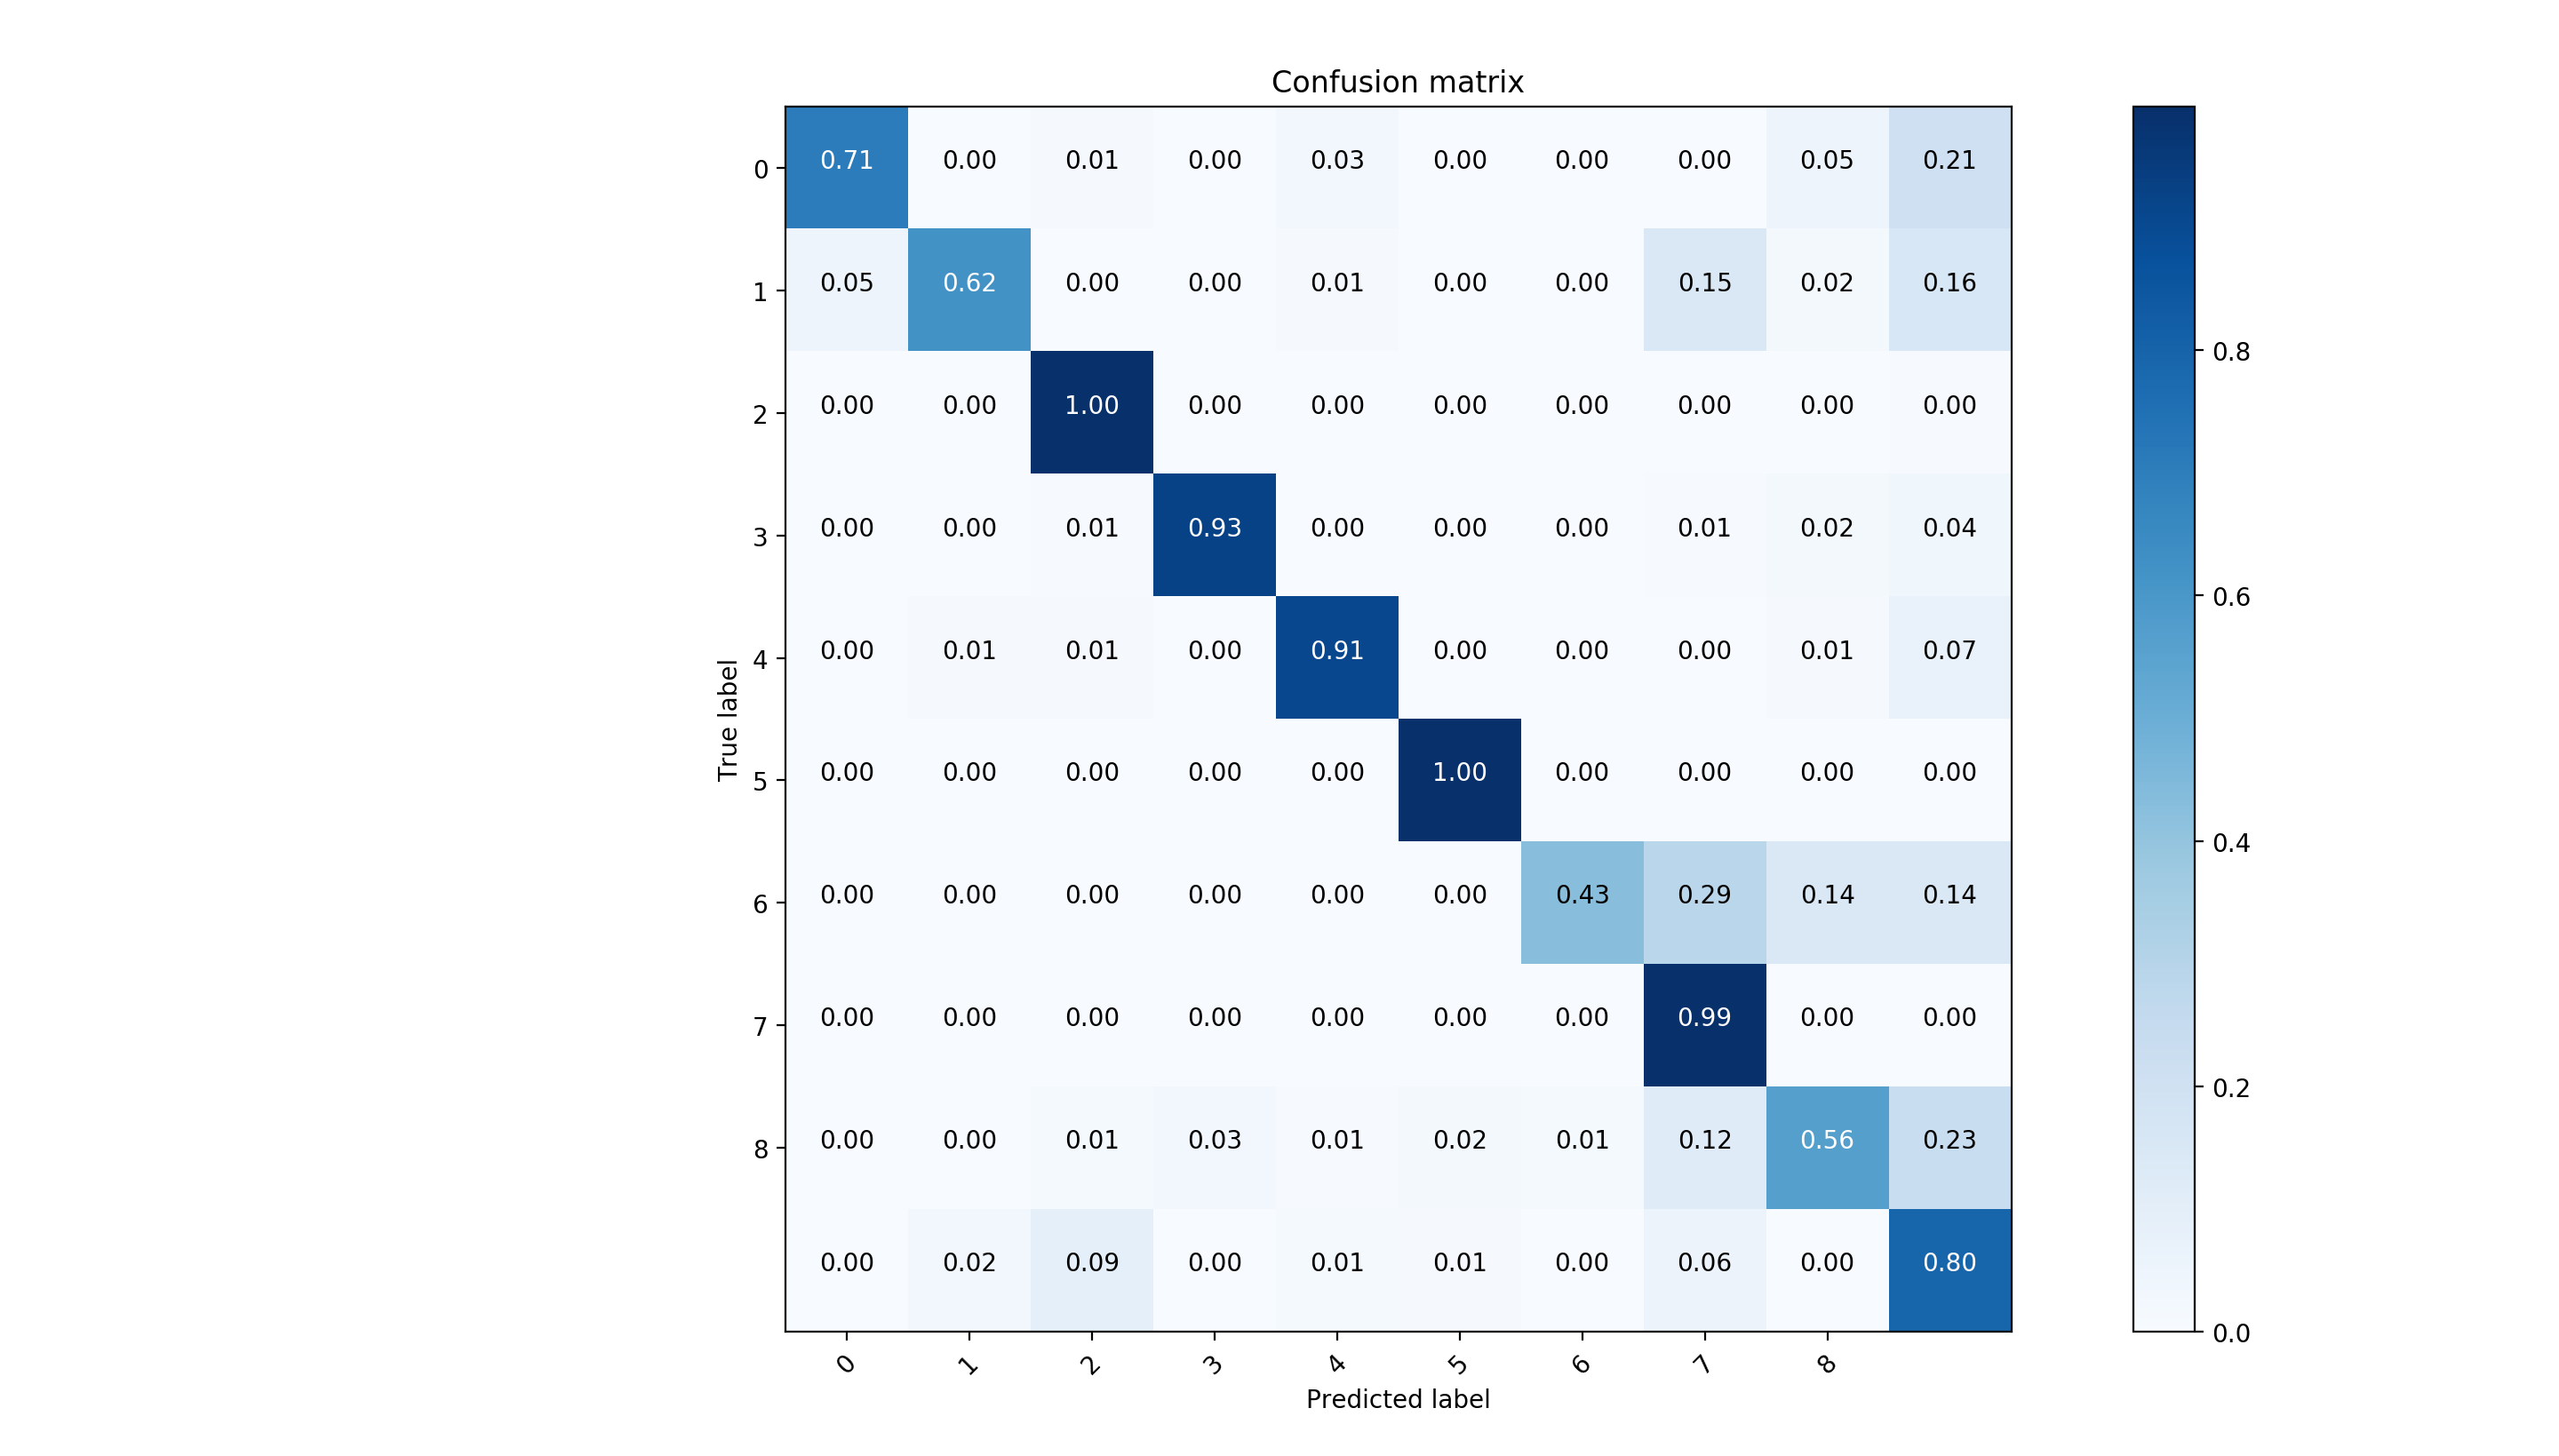 Confusion matrix
0 0.71 0.00 0.01 0.00 0.03 0.00 0.00 0.00 0.05 0.21
1 0.05 0.62 0.00 0.00 0.01 0.00 0.00 0.15 0.02 0.16
2 0.00 0.00 1.00 0.00 0.00 0.00 0.00 0.00 0.00 0.00
3 0.00 0.00 0.01 0.93 0.00 0.00 0.00 0.01 0.02 0.04
4 0.00 0.01 0.01 0.00 0.91 0.00 0.00 0.00 0.01 0.07
5 0.00 0.00 0.00 0.00 0.00 1.00 0.00 0.00 0.00 0.00
6 0.00 0.00 0.00 0.00 0.00 0.00 0.43 0.29 0.14 0.14
7 0.00 0.00 0.00 0.00 0.00 0.00 0.00 0.99 0.00 0.00
8 0.00 0.00 0.01 0.03 0.01 0.02 0.01 0.12 0.56 0.23
0.00 0.02 0.09 0.00 0.01 0.01 0.00 0.06 0.00 0.80
True label
0 1 2 3 4 5 6 7 8
Predicted label
0.8
0.6
0.4
0.2
0.0